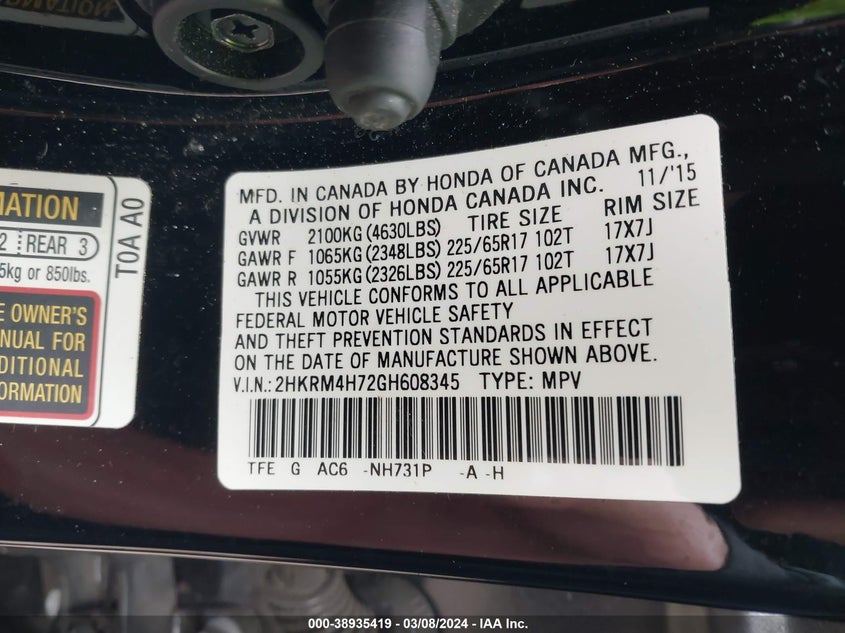 MATION
2 REAR 3
5kg or 850lbs.
E OWNER'S
NUAL FOR
DITIONAL
ORMATION
T0A A0
MFD. IN CANADA BY HONDA OF CANADA MFG.,
A DIVISION OF HONDA CANADA INC. 11/'15
GVWR 2100KG(4630LBS) TIRE SIZE RIM SIZE
GAWR F 1065KG(2348LBS) 225/65R17 102T 17X7J
GAWR R 1055KG(2326LBS) 225/65R17 102T 17X7J
THIS VEHICLE CONFORMS TO ALL APPLICABLE
FEDERAL MOTOR VEHICLE SAFETY
AND THEFT PREVENTION STANDARDS IN EFFECT
ON THE DATE OF MANUFACTURE SHOWN ABOVE.
V.I.N.:2HKRM4H72GH608345 TYPE: MPV
TFE G AC6 -NH731P -A -H
000-38935419 - 03/08/2024 - IAA Inc.